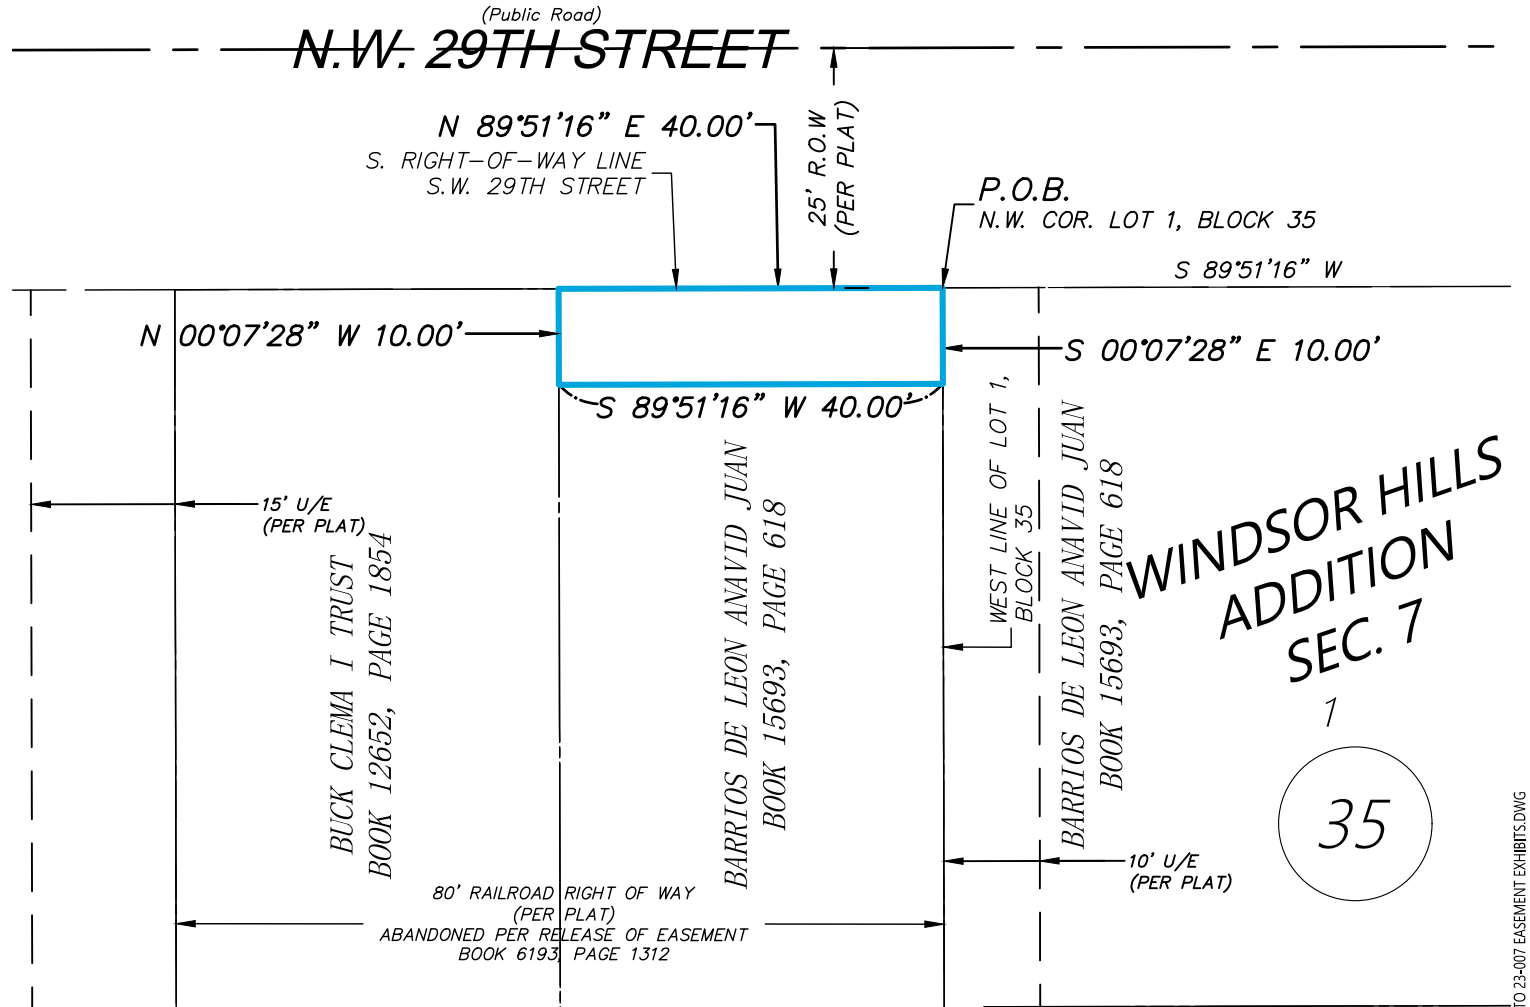 (Public Road)
N.W. 29TH STREET
N 89°51'16" E 40.00'
S. RIGHT-OF-WAY LINE
S.W. 29TH STREET
25' R.O.W
(PER PLAT)
P.O.B.
N.W. COR. LOT 1, BLOCK 35
S 89°51'16" W
N 00°07'28" W 10.00'
S 00°07'28" E 10.00'
S 89°51'16" W 40.00'
15' U/E
(PER PLAT)
BUCK CLEMA I TRUST
BOOK 12652, PAGE 1854
BARRIOS DE LEON ANAVID JUAN
BOOK 15693, PAGE 618
WEST LINE OF LOT 1,
BLOCK 35
BARRIOS DE LEON ANAVID JUAN
BOOK 15693, PAGE 618
WINDSOR HILLS
ADDITION
SEC. 7
1
35
10' U/E
(PER PLAT)
80' RAILROAD RIGHT OF WAY
(PER PLAT)
ABANDONED PER RELEASE OF EASEMENT
BOOK 6193, PAGE 1312
TO 23-007 EASEMENT EXHIBITS.DWG